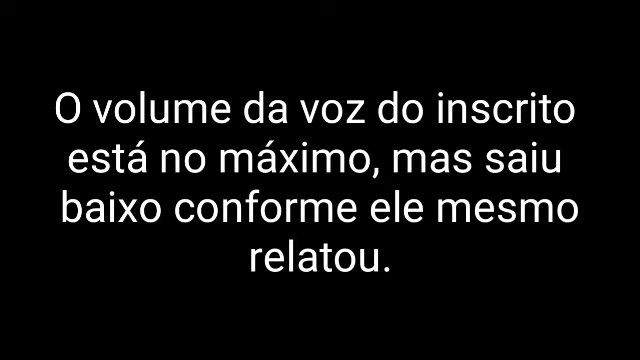 O volume da voz do inscrito
está no máximo, mas saiu
baixo conforme ele mesmo
relatou.